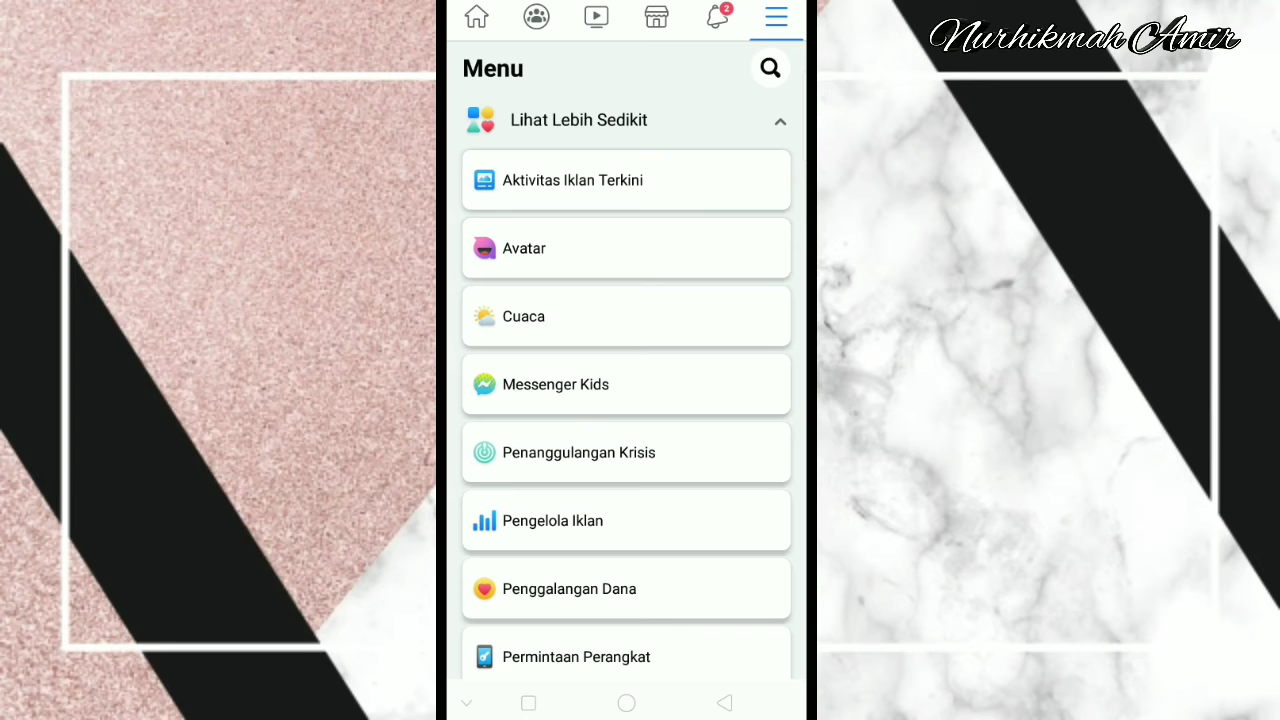 Nurhikmah Amir
2
Menu
Lihat Lebih Sedikit
Aktivitas Iklan Terkini
Avatar
Cuaca
Messenger Kids
Penanggulangan Krisis
Pengelola Iklan
Penggalangan Dana
Permintaan Perangkat